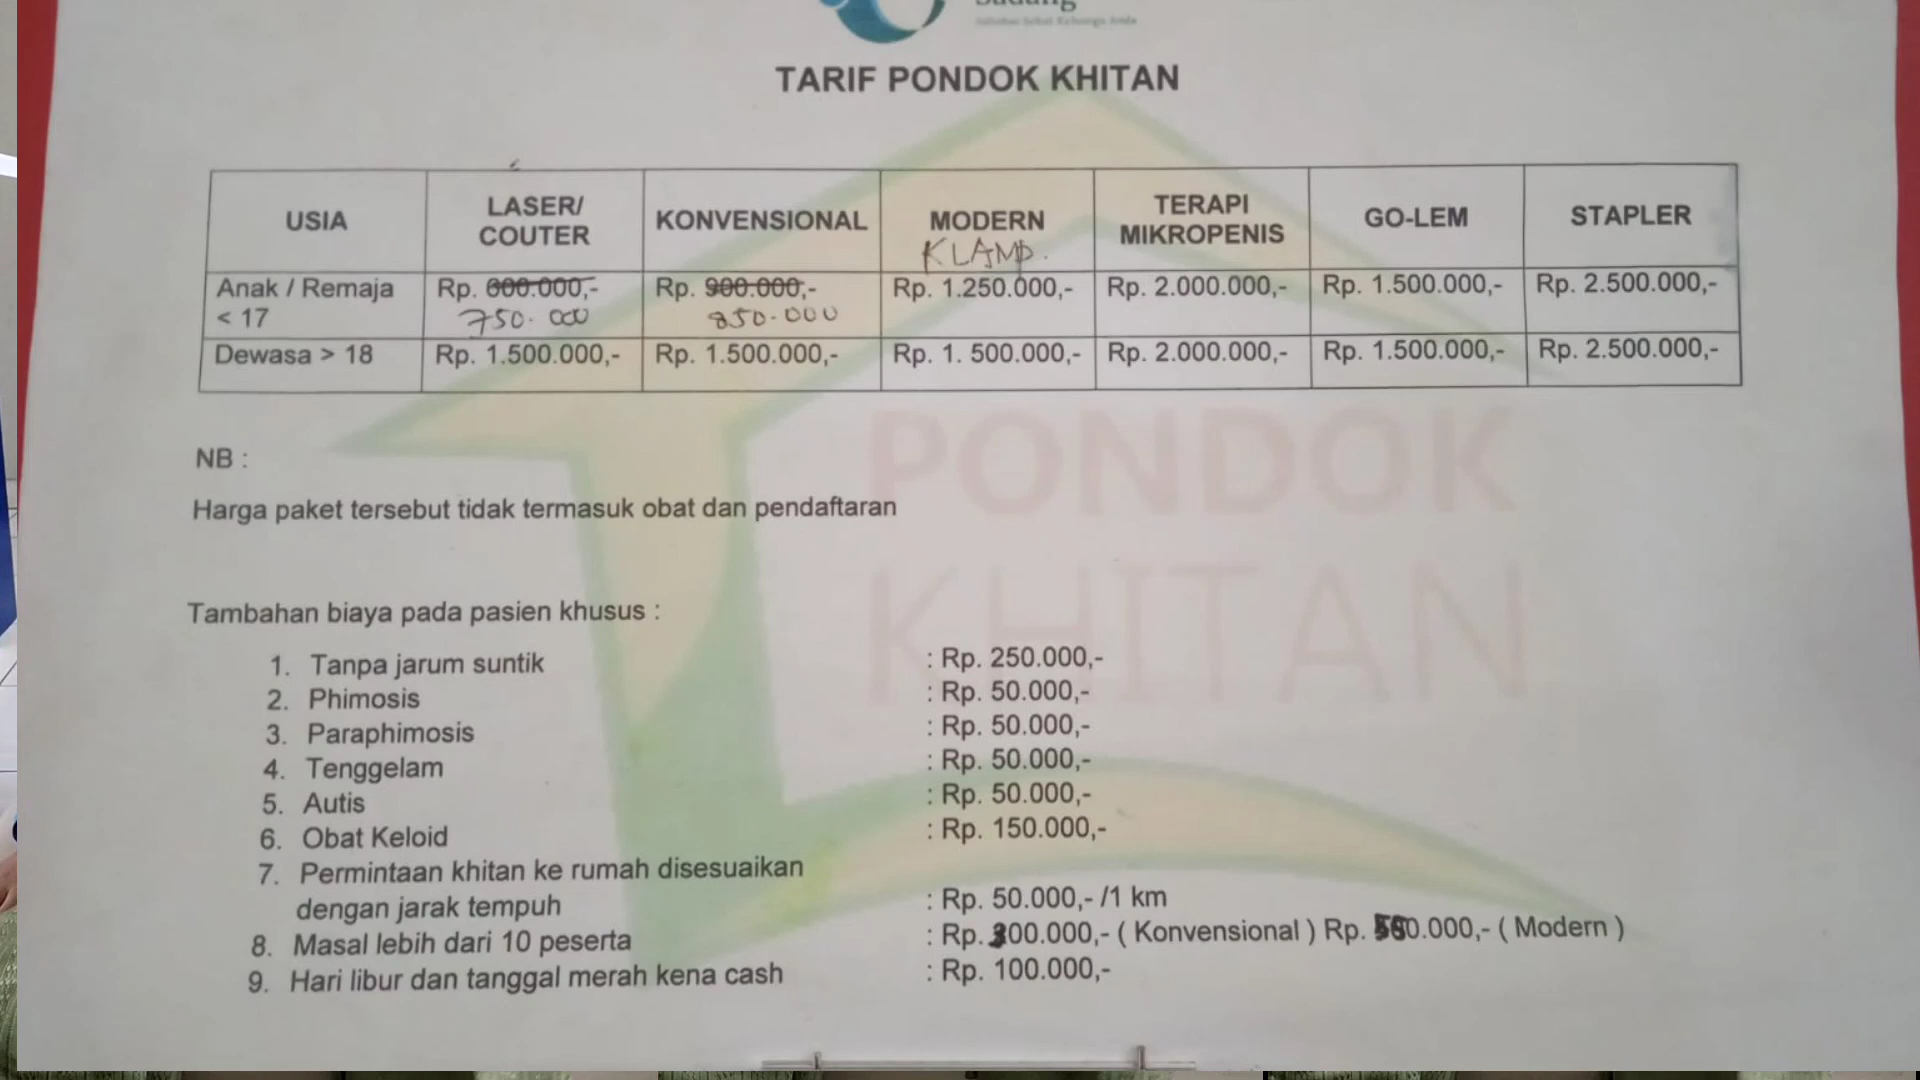 TARIF PONDOK KHITAN
USIA
LASER/
COUTER
KONVENSIONAL
MODERN
KLAMP.
TERAPI
MIKROPENIS
GO-LEM
STAPLER
Anak / Remaja
< 17
Rp. 600.000,-
750.000
Rp. 900.000,-
850.000
Rp. 1.250.000,-
Rp. 2.000.000,-
Rp. 1.500.000,-
Rp. 2.500.000,-
Dewasa > 18
Rp. 1.500.000,-
Rp. 1.500.000,-
Rp. 1. 500.000,-
Rp. 2.000.000,-
Rp. 1.500.000,-
Rp. 2.500.000,-
PONDOK
KHITAN
NB :
Harga paket tersebut tidak termasuk obat dan pendaftaran
Tambahan biaya pada pasien khusus :
1. Tanpa jarum suntik : Rp. 250.000,-
2. Phimosis : Rp. 50.000,-
3. Paraphimosis : Rp. 50.000,-
4. Tenggelam : Rp. 50.000,-
5. Autis : Rp. 50.000,-
6. Obat Keloid : Rp. 150.000,-
7. Permintaan khitan ke rumah disesuaikan
dengan jarak tempuh : Rp. 50.000,- /1 km
8. Masal lebih dari 10 peserta : Rp. ( Konvensional ) Rp. ( Modern )
9. Hari libur dan tanggal merah kena cash : Rp. 100.000,-